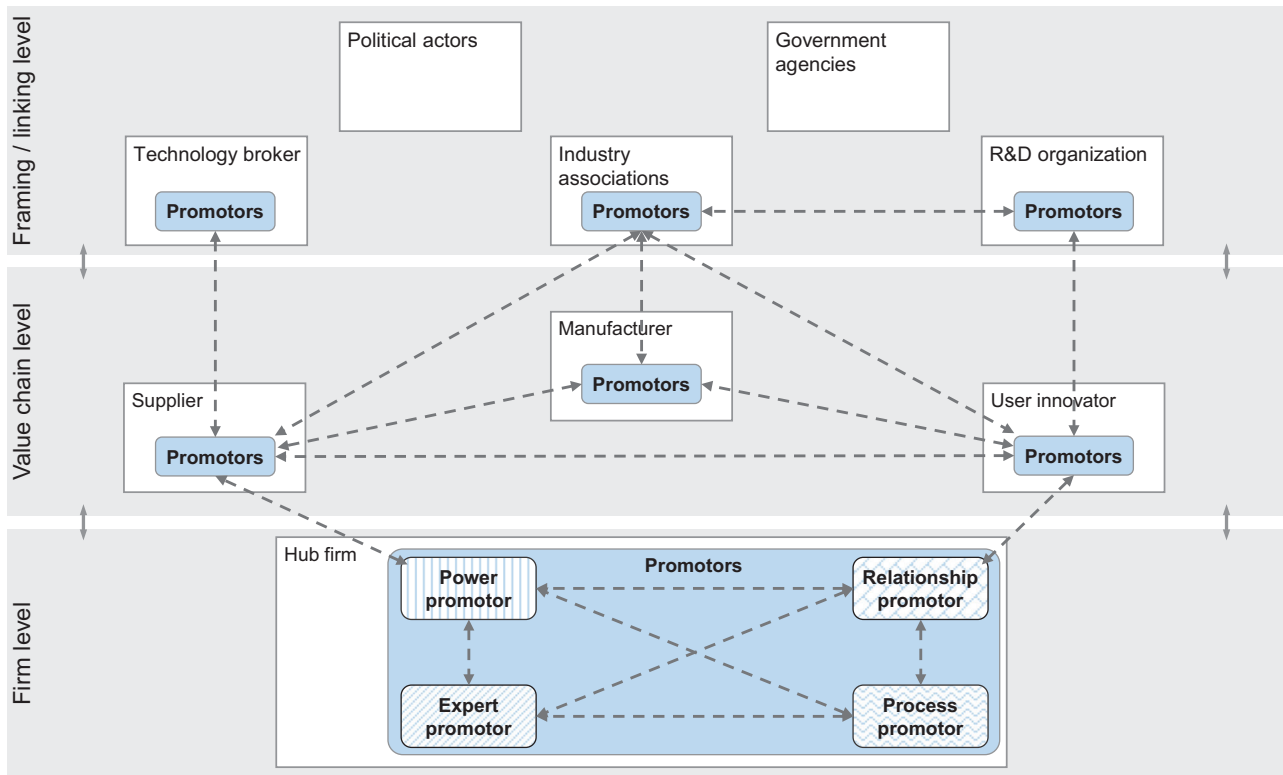 Framing / linking level
Political actors
Government
agencies
Technology broker
Promotors
Industry
associations
Promotors
R&D organization
Promotors
Value chain level
Manufacturer
Promotors
Supplier
Promotors
User innovator
Promotors
Firm level
Hub firm
Promotors
Power
promotor
Relationship
promotor
Expert
promotor
Process
promotor